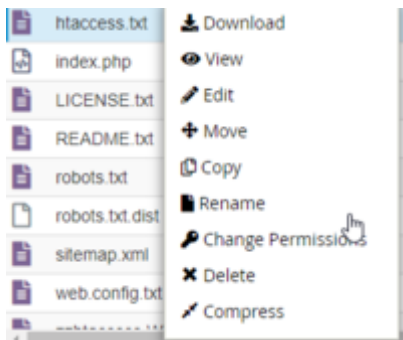 htaccess.txt
index.php
LICENSE.txt
README.txt
robots.txt
robots.txt.dist
sitemap.xml
web.config.txt
Download
View
Edit
Move
Copy
Rename
Change Permissions
Delete
Compress